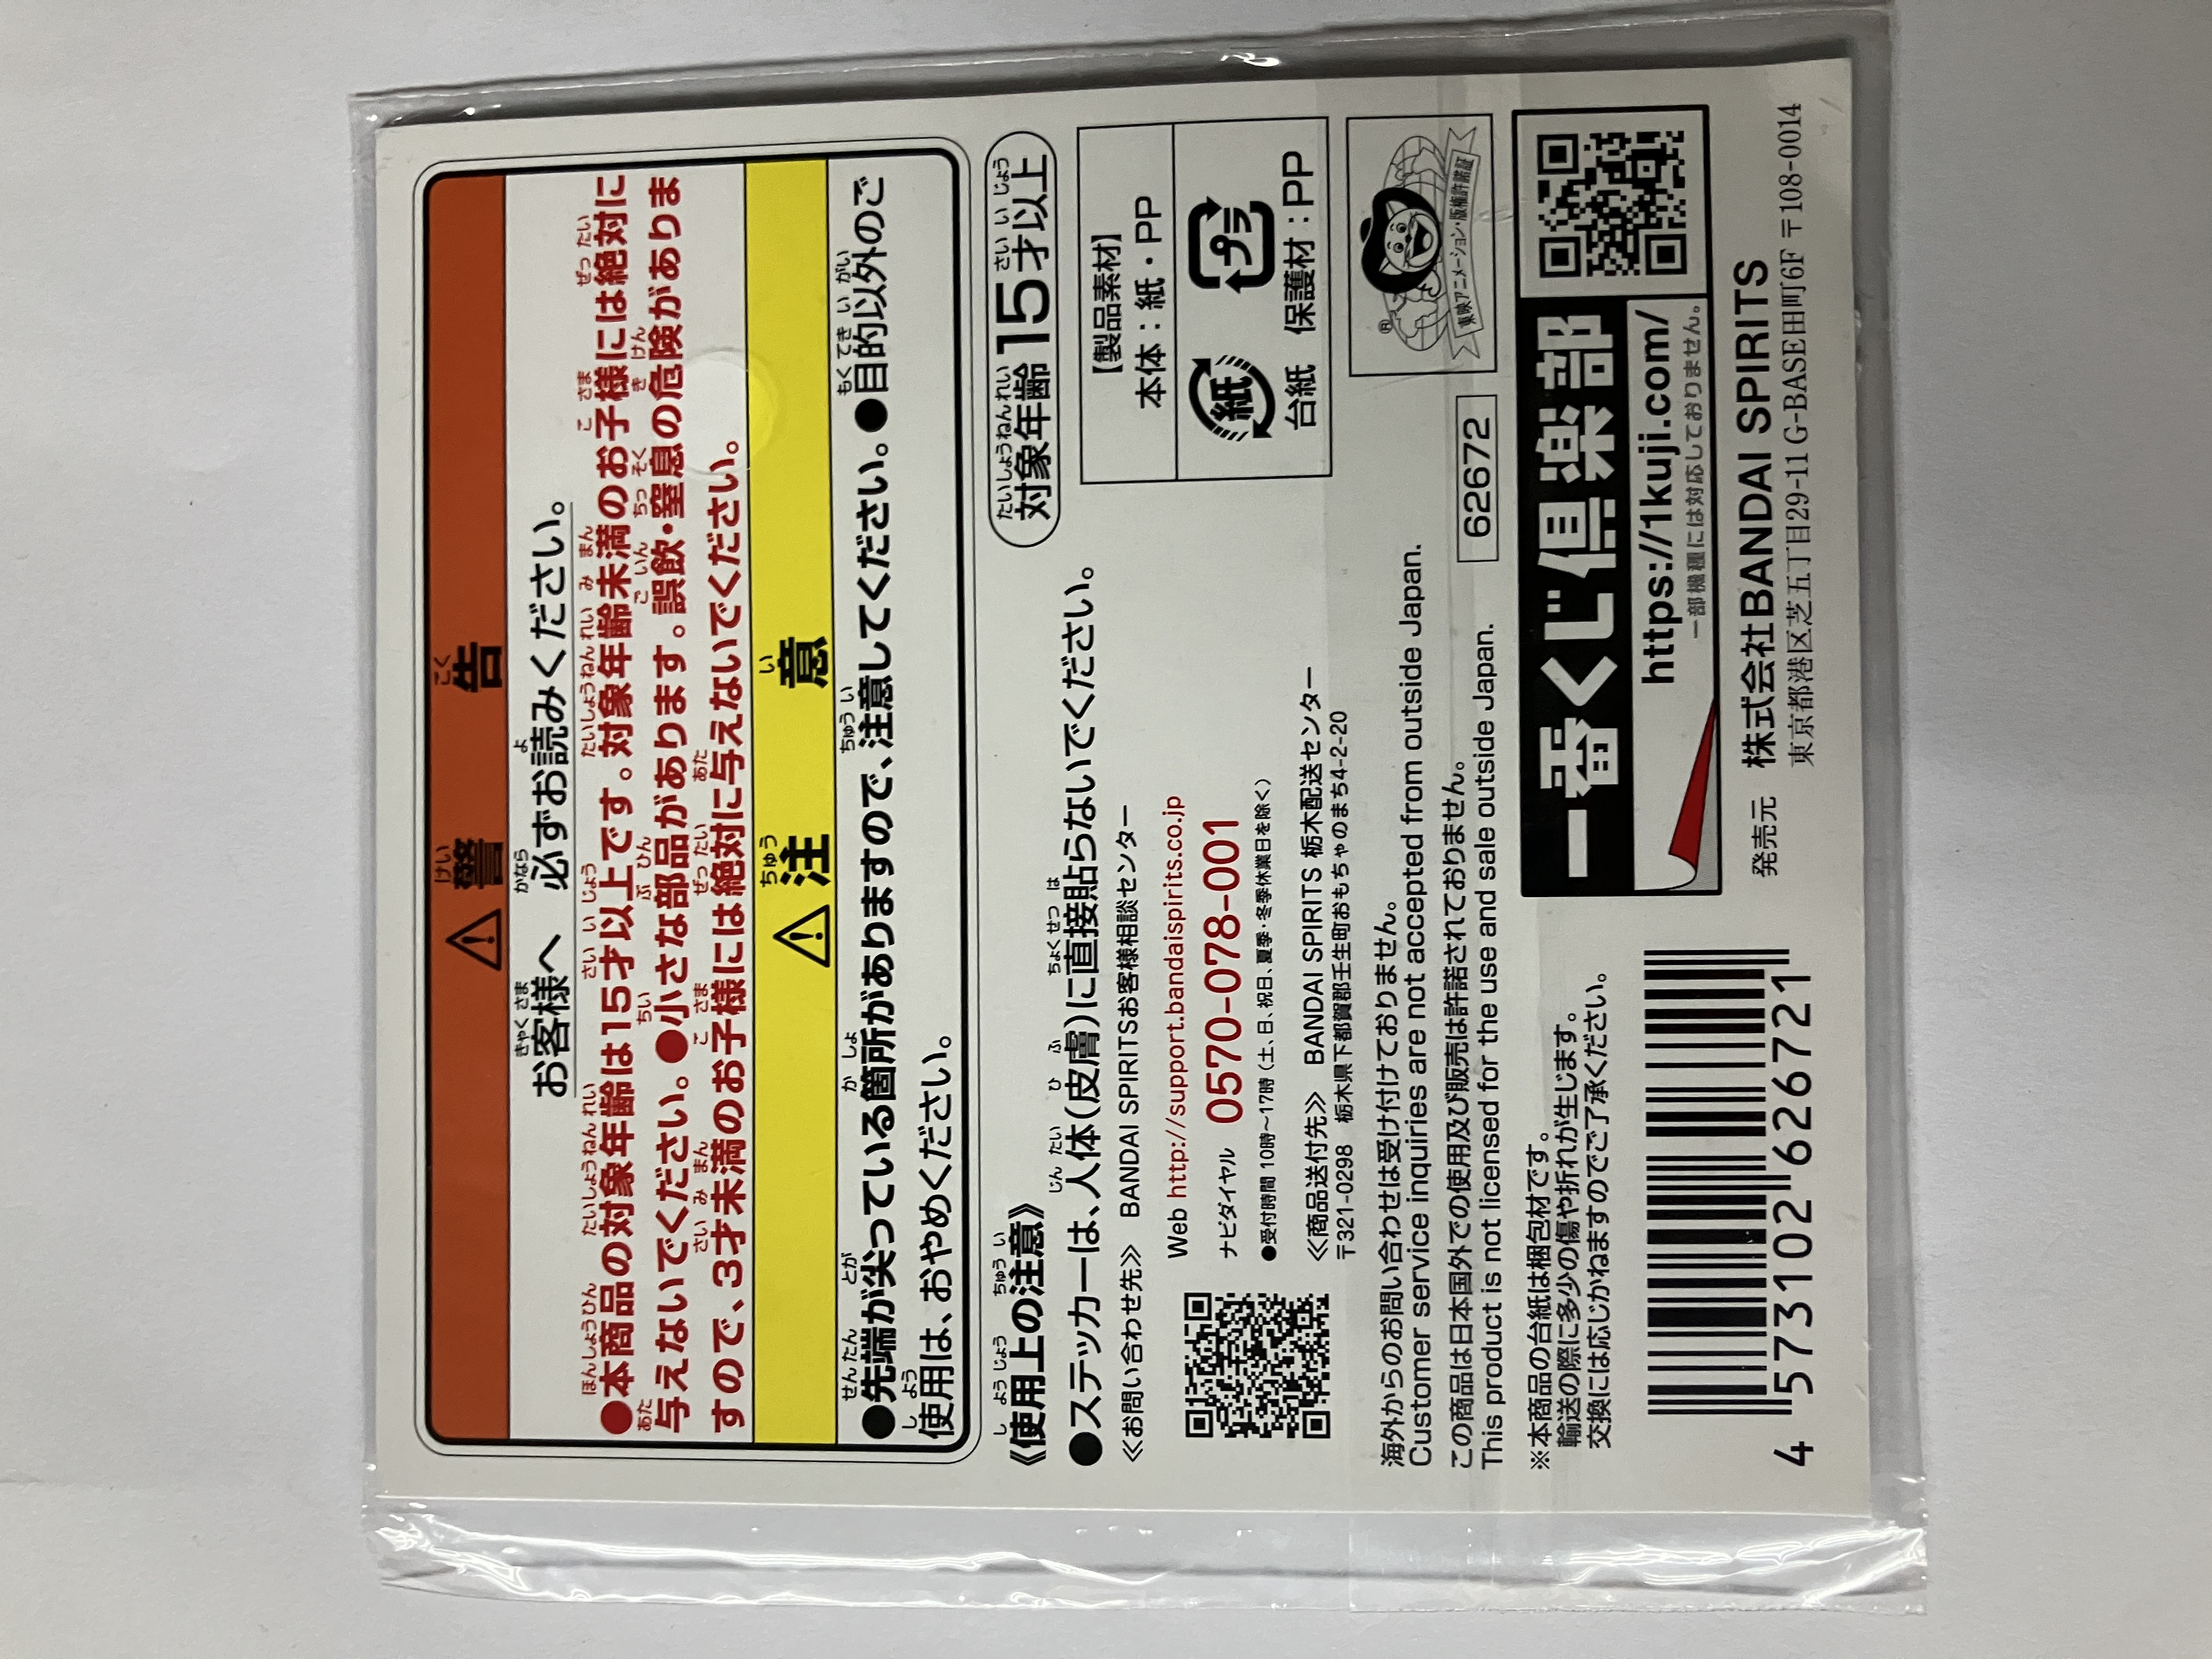 ⚠警告
お客様へ 必ずお読みください。
●本商品の対象年齢は15才以上です。対象年齢未満のお子様には絶対に
与えないでください。●小さな部品があります。誤飲・窒息の危険がありま
すので、3才未満のお子様には絶対に与えないでください。
⚠注意
●先端が尖っている箇所がありますので、注意してください。●目的以外のご
使用は、おやめください。
《使用上の注意》
対象年齢15才以上
●ステッカーは、人体(皮膚)に直接貼らないでください。
≪お問い合わせ先≫ BANDAI SPIRITSお客様相談センター
Web http://support.bandaispirits.co.jp
ナビダイヤル 0570-078-001
●受付時間 10時～17時(土、日、祝日、夏季・冬季休業日を除く)
≪商品送付先≫ BANDAI SPIRITS 栃木配送センター
〒321-0298 栃木県下都賀郡壬生町おもちゃのまち4-2-20
【製品素材】
本体：紙・PP
紙 プラ
台紙 保護材：PP
海外からのお問い合わせは受け付けておりません。
Customer service inquiries are not accepted from outside Japan.
この商品は日本国外での使用及び販売は許諾されておりません。
This product is not licensed for the use and sale outside Japan.
62672
®
東映アニメーション・版権許諾証
※本商品の台紙は梱包材です。
輸送の際に多少の傷や折れが生じます。
交換には応じかねますのでご了承ください。
一番くじ倶楽部
https://1kuji.com/
一部機種には対応しておりません。
4 573102 626721
発売元 株式会社BANDAI SPIRITS
東京都港区芝五丁目29-11 G-BASE田町6F 〒108-0014